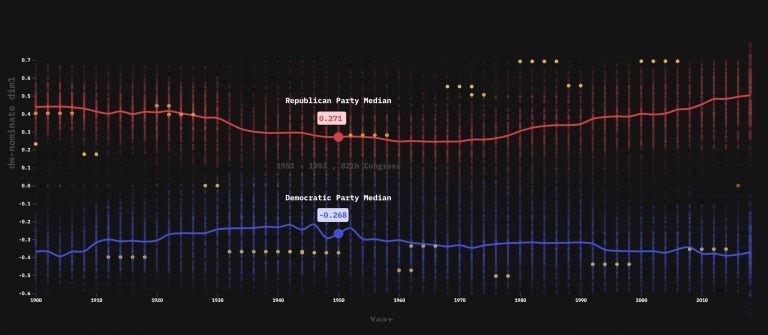 0.7
0.6
0.5
0.4
0.3
0.2
0.1
0.0
-0.1
-0.2
-0.3
-0.4
-0.5
-0.6
dw-nominate dim1
Republican Party Median
0.271
1951 - 1953 , 82th Congress
Democratic Party Median
-0.268
1900 1910 1920 1930 1940 1950 1960 1970 1980 1990 2000 2010
Year